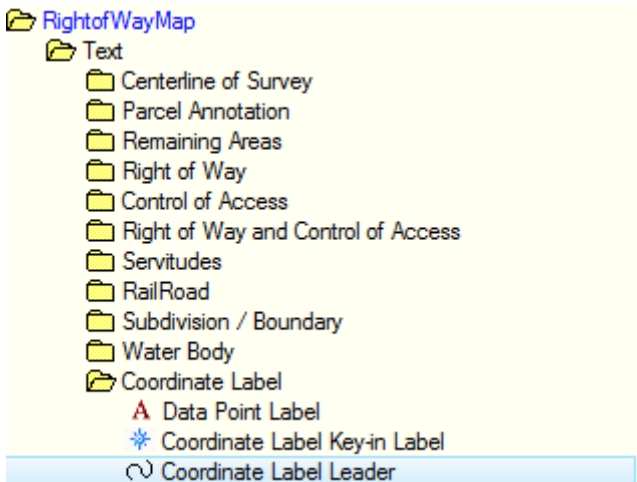 RightofWayMap
Text
Centerline of Survey
Parcel Annotation
Remaining Areas
Right of Way
Control of Access
Right of Way and Control of Access
Servitudes
RailRoad
Subdivision / Boundary
Water Body
Coordinate Label
A Data Point Label
Coordinate Label Key-in Label
Coordinate Label Leader